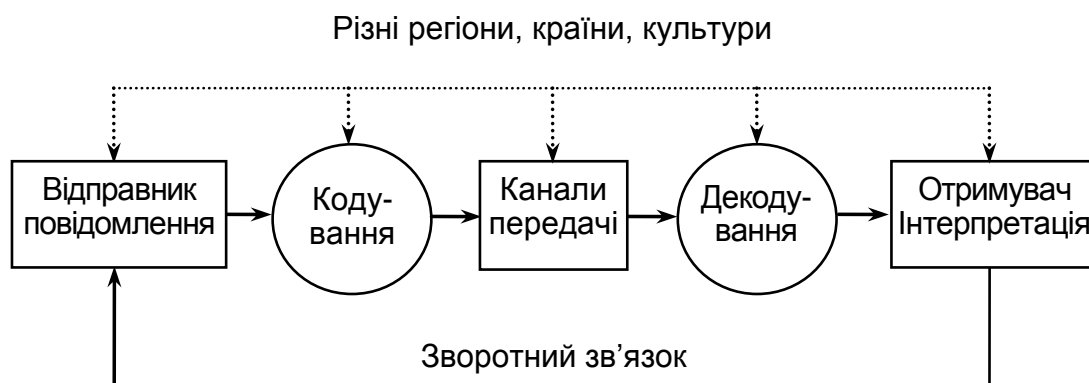 Різні регіони, країни, культури
Відправник
повідомлення
Коду-
вання
Канали
передачі
Декоду-
вання
Отримувач
Інтерпретація
Зворотний зв’язок